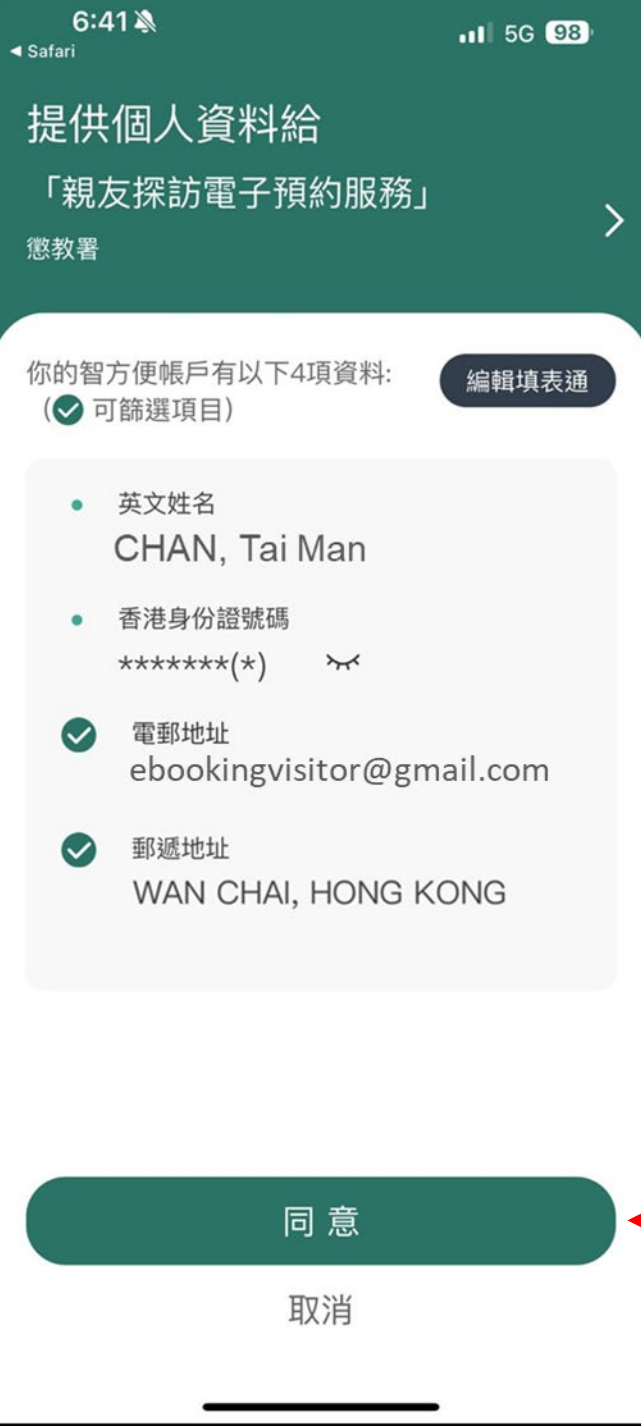 6:41
5G 98
Safari
提供個人資料給
「親友探訪電子預約服務」
懲教署
你的智方便帳戶有以下4項資料:
編輯填表通
（可篩選項目）
英文姓名
CHAN, Tai Man
香港身份證號碼
*******(*)
電郵地址
ebookingvisitor@gmail.com
郵遞地址
WAN CHAI, HONG KONG
同意
取消